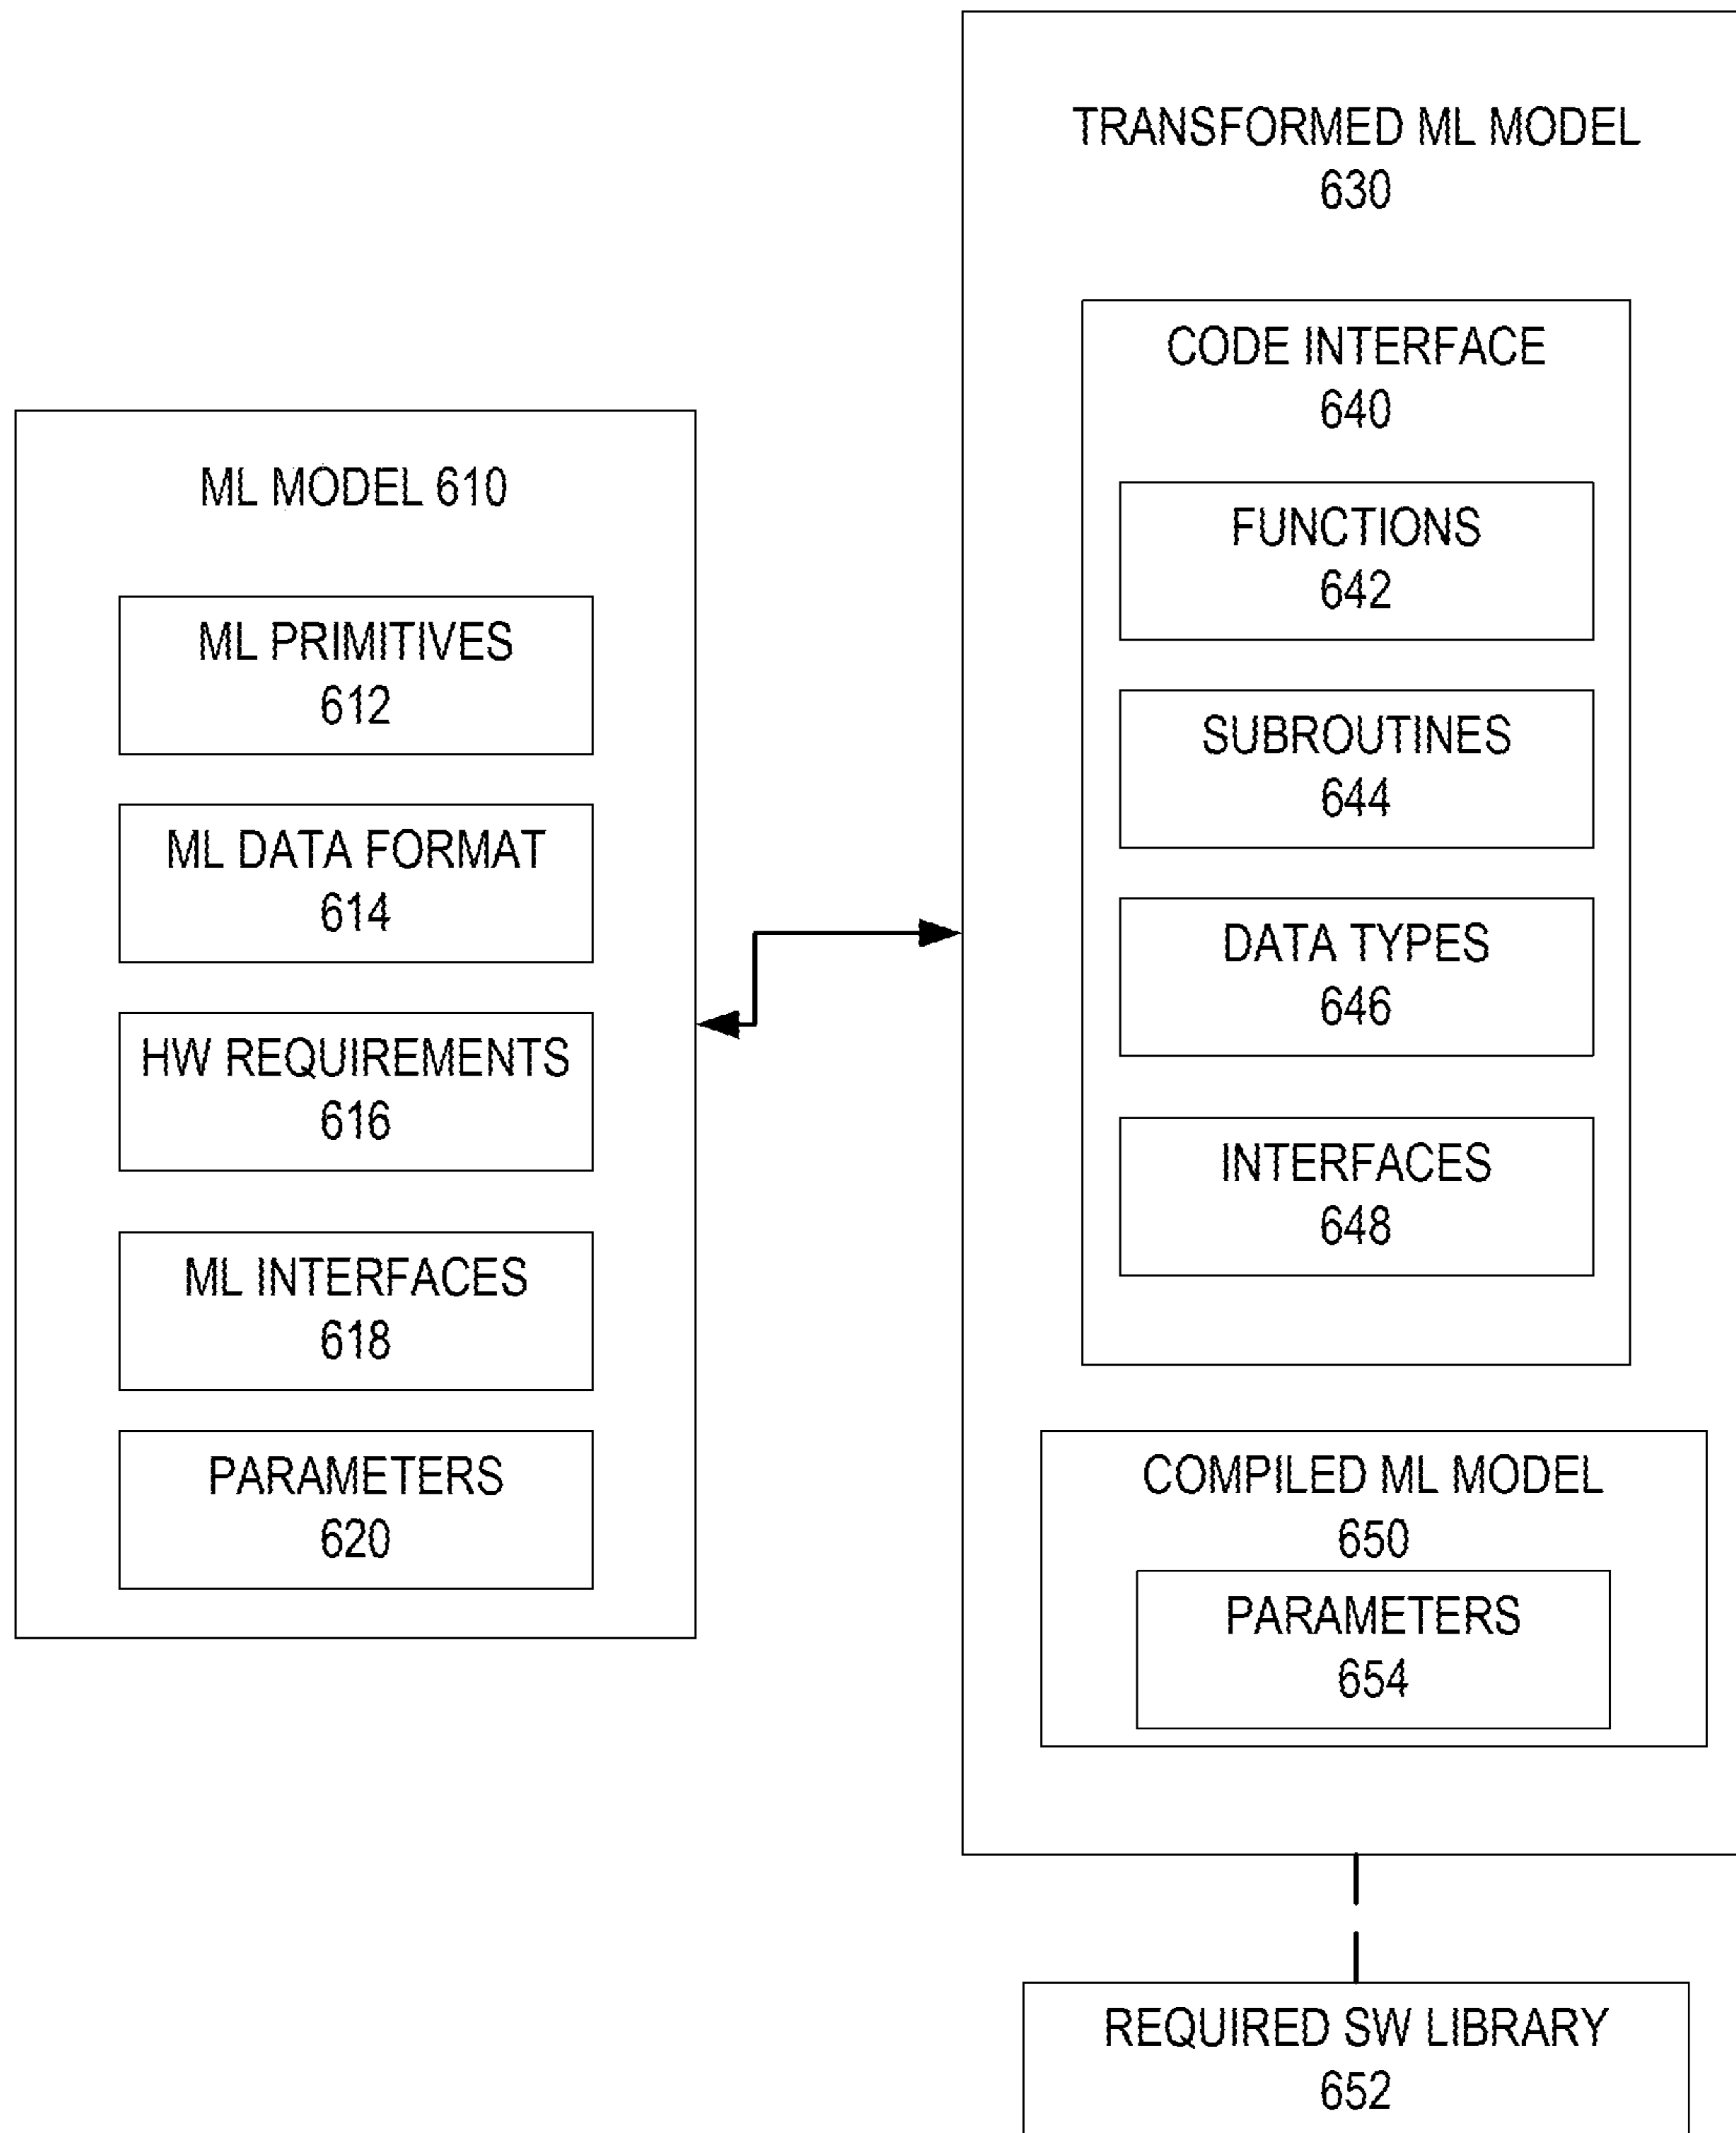 ML MODEL 610
ML PRIMITIVES
612
ML DATA FORMAT
614
HW REQUIREMENTS
616
ML INTERFACES
618
PARAMETERS
620
TRANSFORMED ML MODEL
630
CODE INTERFACE
640
FUNCTIONS
642
SUBROUTINES
644
DATA TYPES
646
INTERFACES
648
COMPILED ML MODEL
650
PARAMETERS
654
REQUIRED SW LIBRARY
652